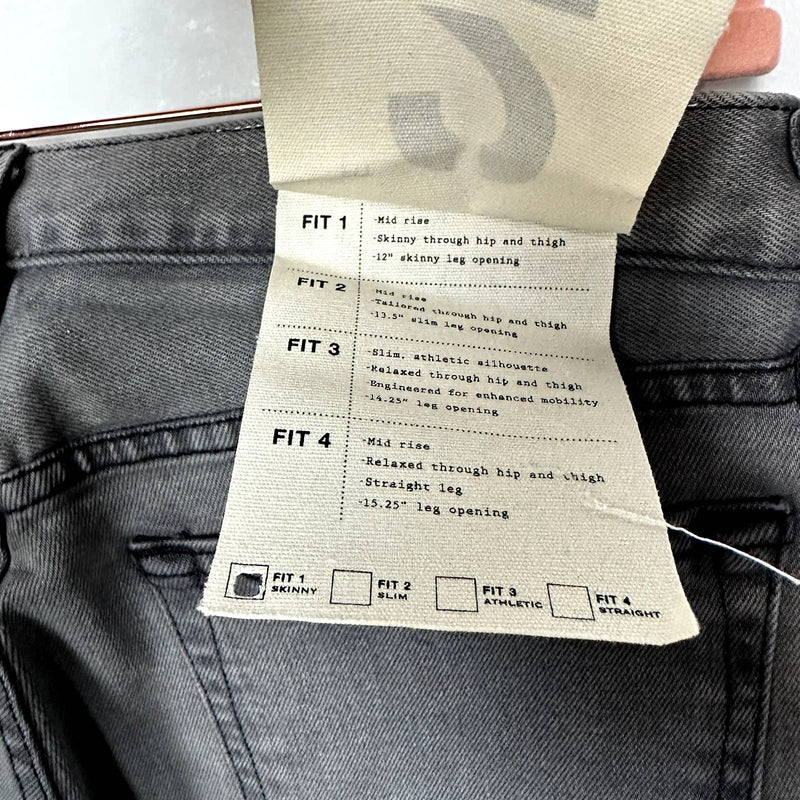 FIT 1
-Mid rise
-Skinny through hip and thigh
-12" skinny leg opening
FIT 2
-Mid rise
-Tailored through hip and thigh
-13.5" slim leg opening
FIT 3
-Slim, athletic silhouette
-Relaxed through hip and thigh
-Engineered for enhanced mobility
-14.25" leg opening
FIT 4
-Mid rise
-Relaxed through hip and thigh
-Straight leg
-15.25" leg opening
FIT 1 SKINNY
FIT 2 SLIM
FIT 3 ATHLETIC
FIT 4 STRAIGHT